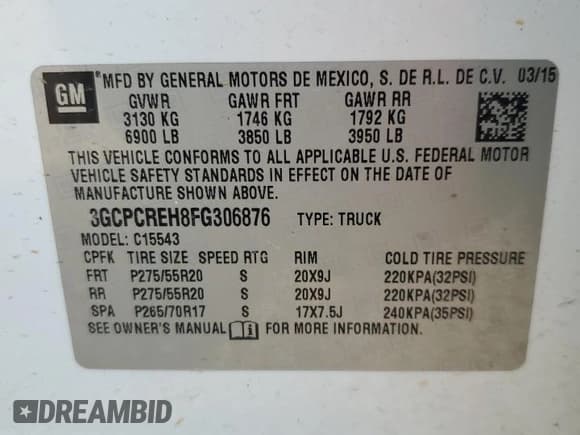 GM ®MFD BY GENERAL MOTORS DE MEXICO, S. DE R.L. DE C.V. 03/15
GVWR GAWR FRT GAWR RR
3130 KG 1746 KG 1792 KG
6900 LB 3850 LB 3950 LB
THIS VEHICLE CONFORMS TO ALL APPLICABLE U.S. FEDERAL MOTOR
VEHICLE SAFETY STANDARDS IN EFFECT ON THE DATE OF
MANUFACTURE SHOWN ABOVE.
3GCPCREH8FG306876 TYPE: TRUCK
MODEL: C15543
CPFK TIRE SIZE SPEED RTG RIM COLD TIRE PRESSURE
FRT P275/55R20 S 20X9J 220KPA(32PSI)
RR P275/55R20 S 20X9J 220KPA(32PSI)
SPA P265/70R17 S 17X7.5J 240KPA(35PSI)
SEE OWNER'S MANUAL FOR MORE INFORMATION.
DREAMBID